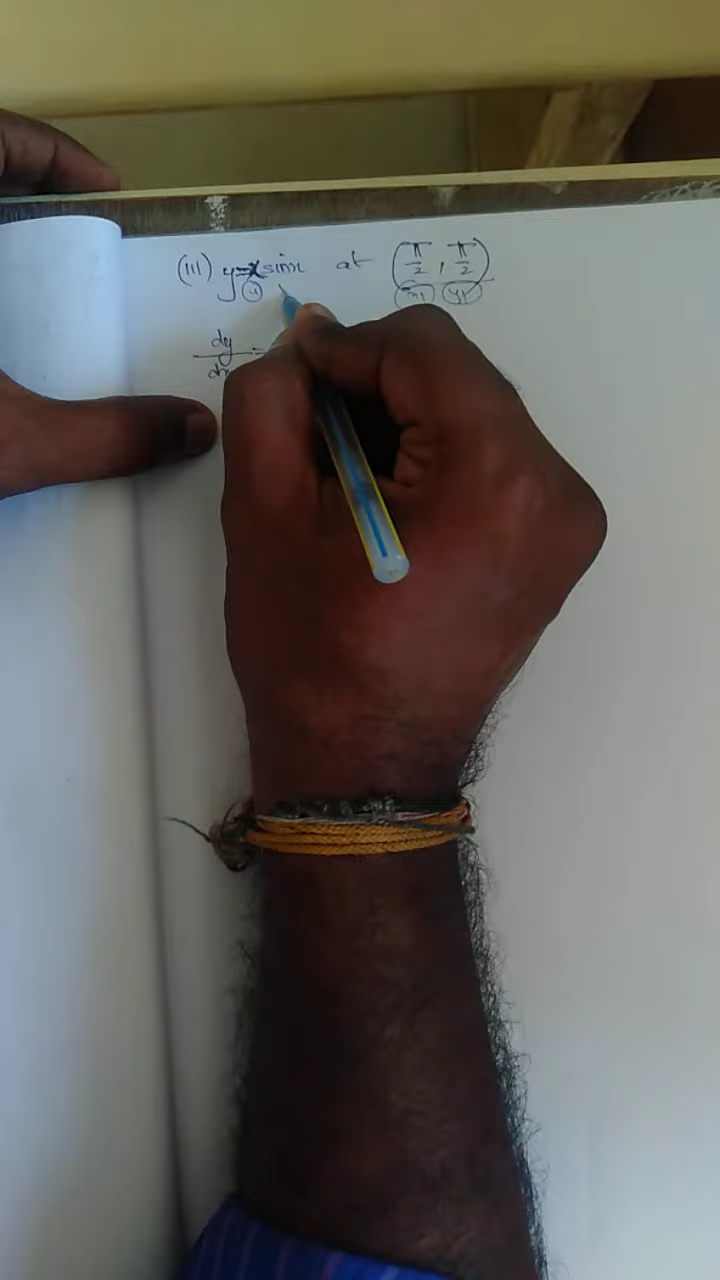 (III) y=x sinx at (π/2, π/2)
(u) (x1) (y1)
dy/dx =